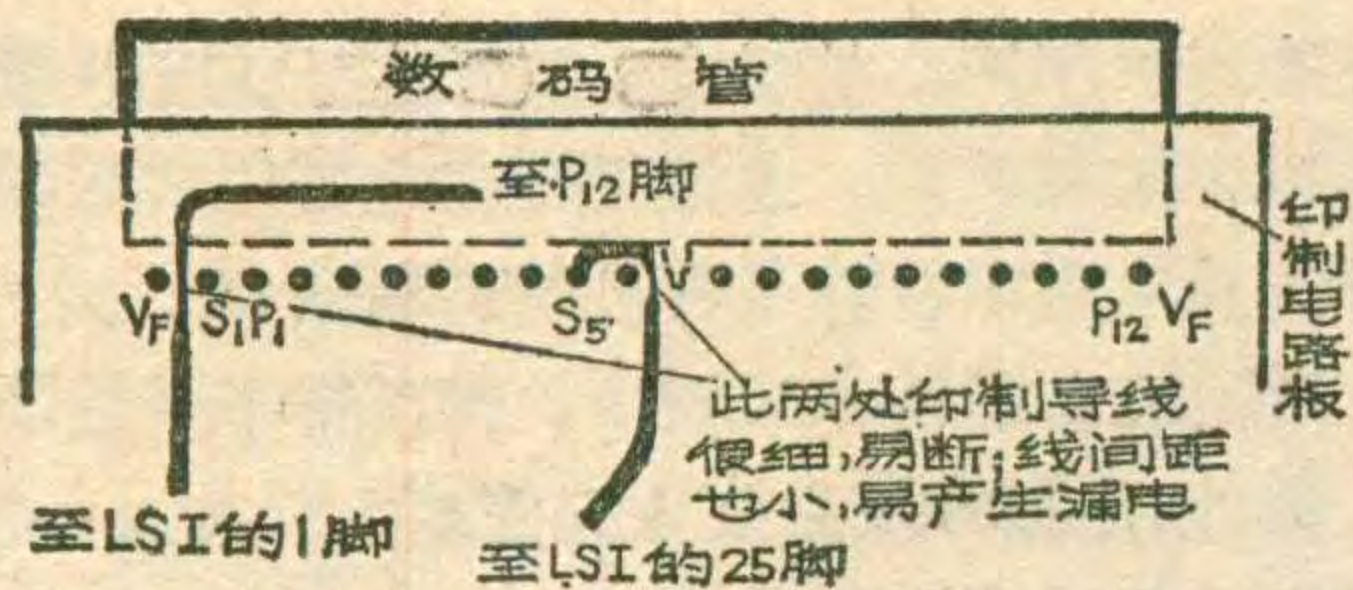 数码管
至P₁₂脚
印制电路板
V_F S₁ P₁ S₅ P₁₂ V_F
此两处印制导线
很细,易断;线间距
也小,易产生漏电
至LSI的1脚
至LSI的25脚